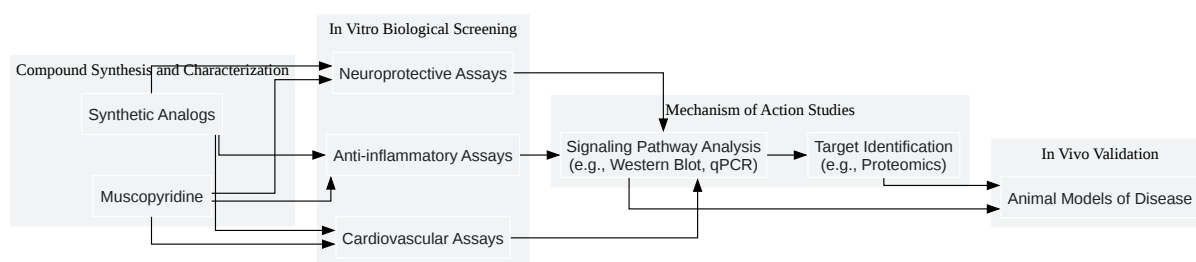 Compound Synthesis and Characterization
Synthetic Analogs
Muscopyridine
In Vitro Biological Screening
Neuroprotective Assays
Anti-inflammatory Assays
Cardiovascular Assays
Mechanism of Action Studies
Signaling Pathway Analysis
(e.g., Western Blot, qPCR)
Target Identification
(e.g., Proteomics)
In Vivo Validation
Animal Models of Disease